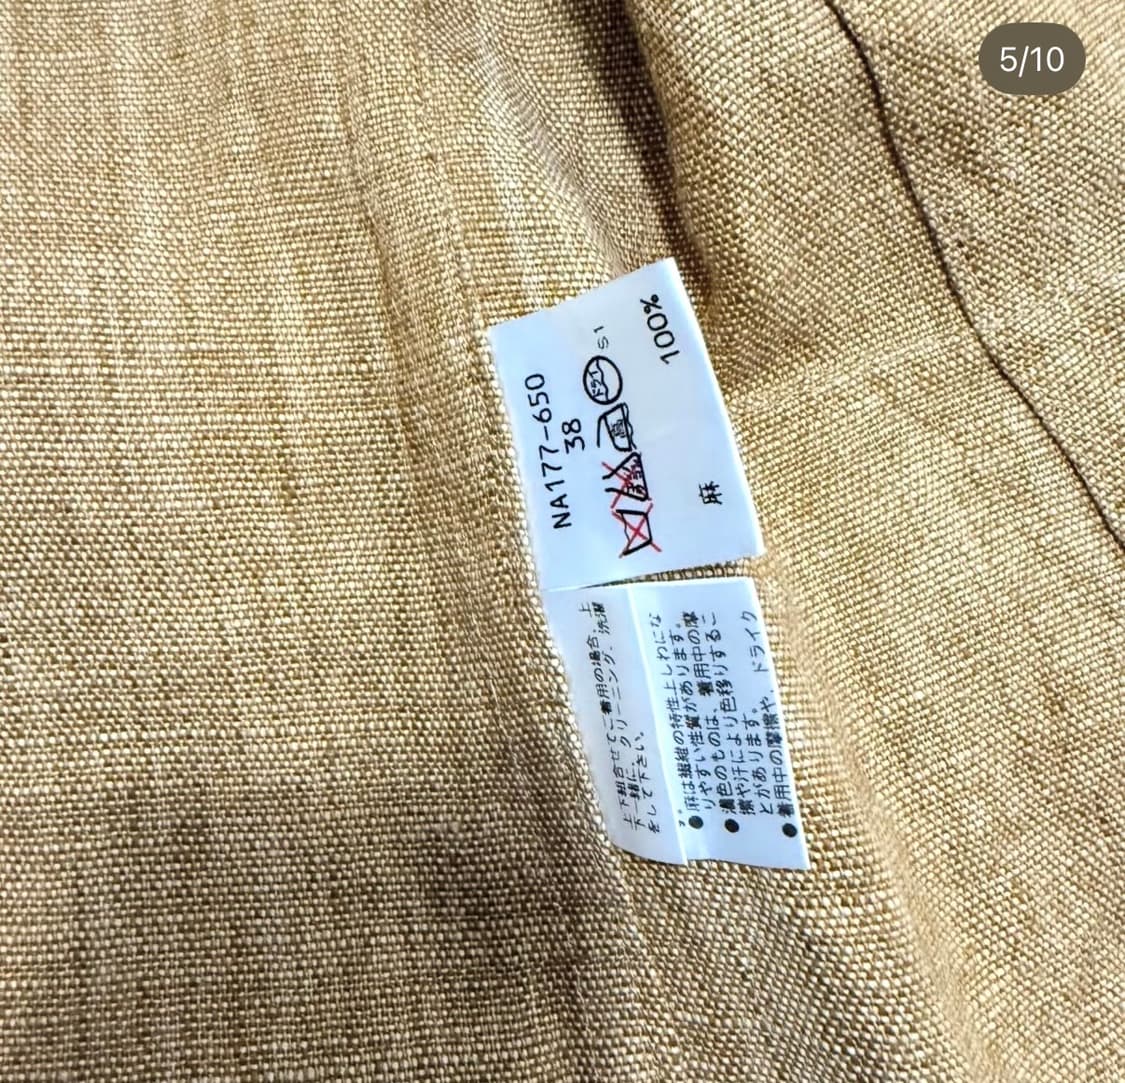 5/10
NA177-650
38
ドライ S1
麻 100%
上下組合せでご着用の場合、上
下一緒に、クリーニング、洗濯
をして下さい。
●麻は繊維の特性上しわにな
りやすい性質があります。
●濃色のものは、着用中の摩
擦や汗により色移りするこ
とがあります。
●着用中の摩擦や、ドライク